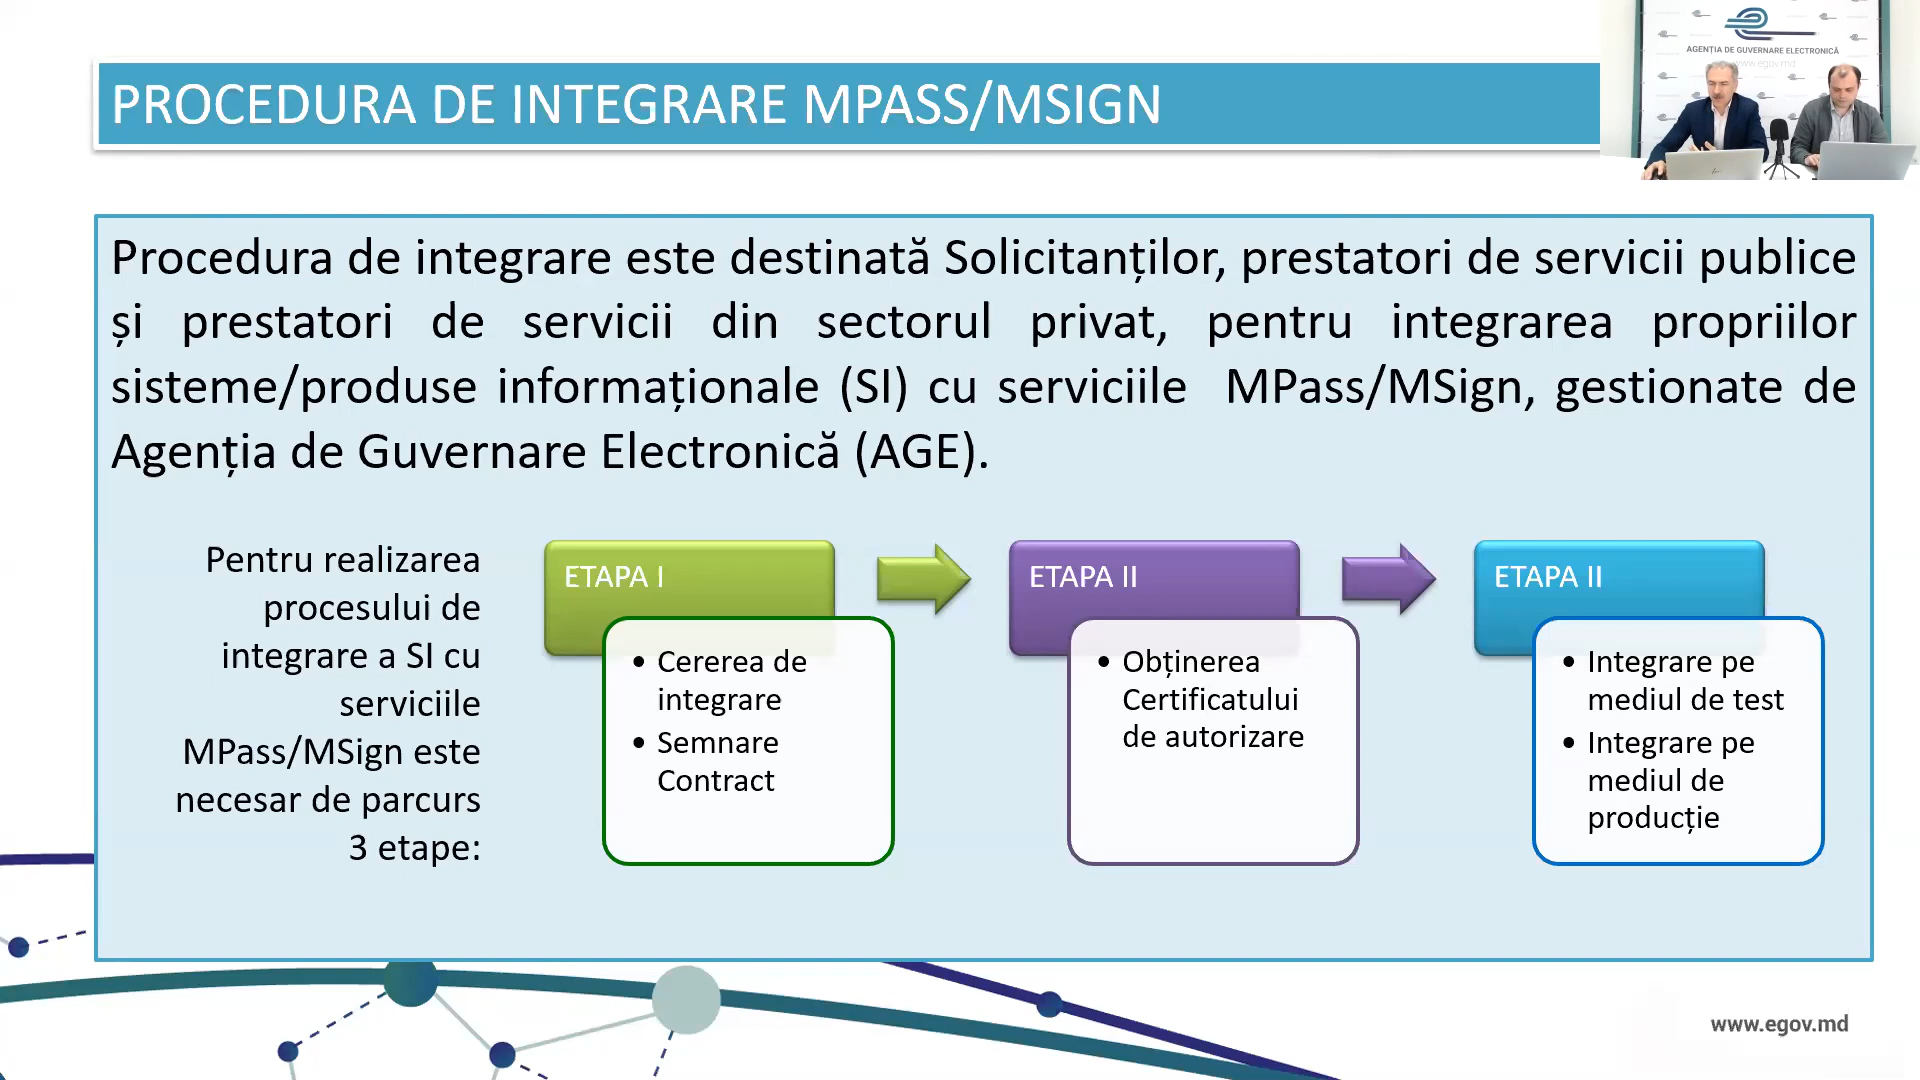 AGENȚIA DE GUVERNARE ELECTRONICĂ
www.egov.md
PROCEDURA DE INTEGRARE MPASS/MSIGN
Procedura de integrare este destinată Solicitanților, prestatori de servicii publice
și prestatori de servicii din sectorul privat, pentru integrarea propriilor
sisteme/produse informaționale (SI) cu serviciile MPass/MSign, gestionate de
Agenția de Guvernare Electronică (AGE).
Pentru realizarea
procesului de
integrare a SI cu
serviciile
MPass/MSign este
necesar de parcurs
3 etape:
ETAPA I
• Cererea de
integrare
• Semnare
Contract
ETAPA II
• Obținerea
Certificatului
de autorizare
ETAPA II
• Integrare pe
mediul de test
• Integrare pe
mediul de
producție
www.egov.md